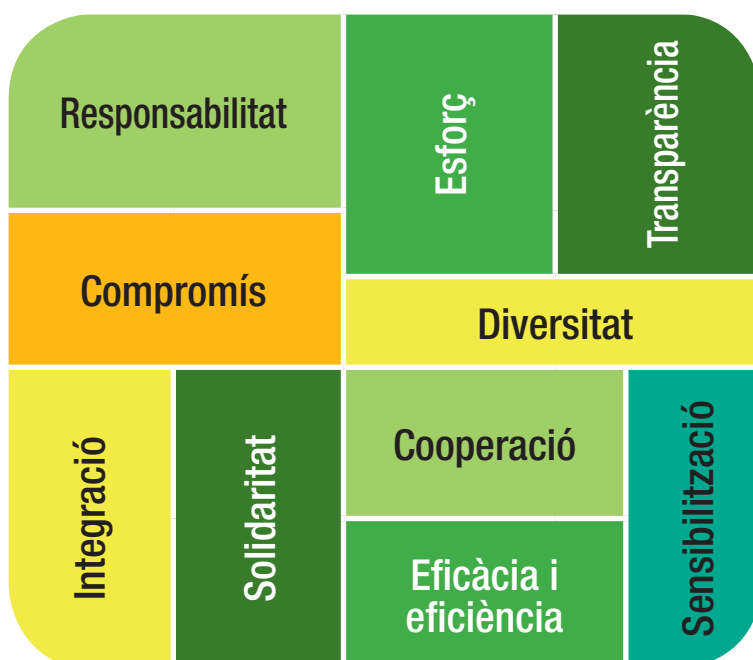 Responsabilitat
Esforç
Transparència
Compromís
Diversitat
Integració
Solidaritat
Cooperació
Sensibilització
Eficàcia i
eficiència